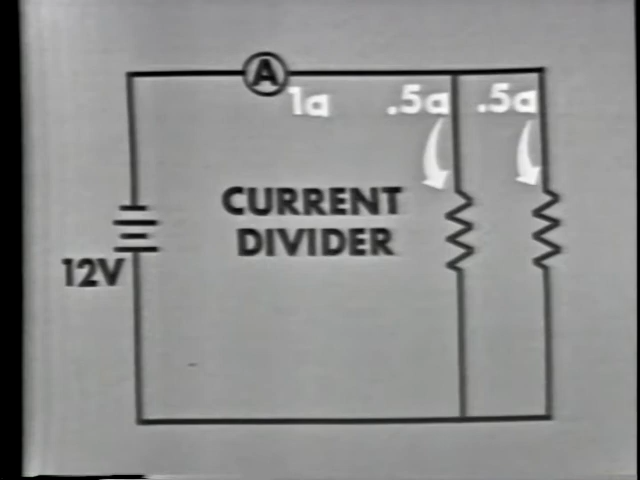 A
1a .5a .5a
CURRENT
DIVIDER
12V